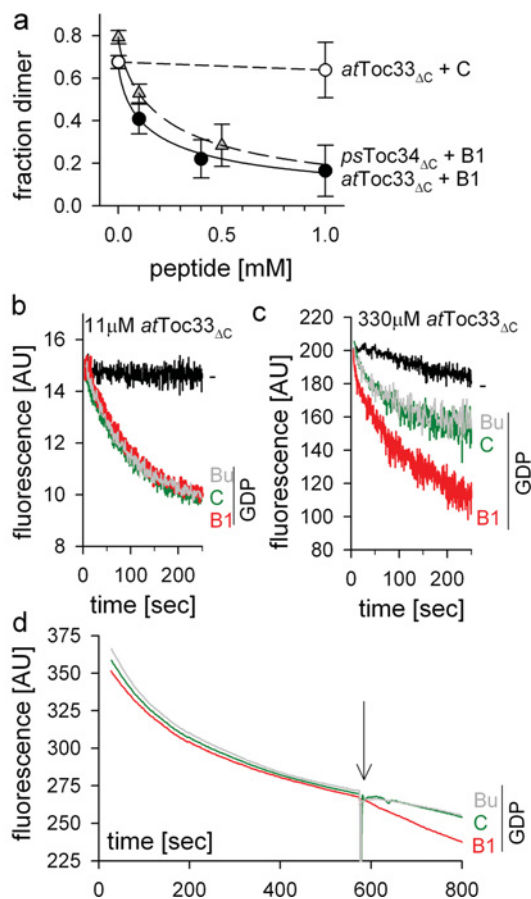 a
fraction dimer
0.8
0.6
0.4
0.2
0.0
atToc33ΔC + C
psToc34ΔC + B1
atToc33ΔC + B1
0.0 0.5 1.0
peptide [mM]
b
11µM atToc33ΔC
fluorescence [AU]
16
14
12
10
8
-
Bu
C
B1
GDP
0 100 200
time [sec]
c
330µM atToc33ΔC
fluorescence [AU]
220
200
180
160
140
120
100
80
-
Bu
C
B1
GDP
0 100 200
time [sec]
d
fluorescence [AU]
375
350
325
300
275
250
225
time [sec]
Bu
C
B1
GDP
0 200 400 600 800